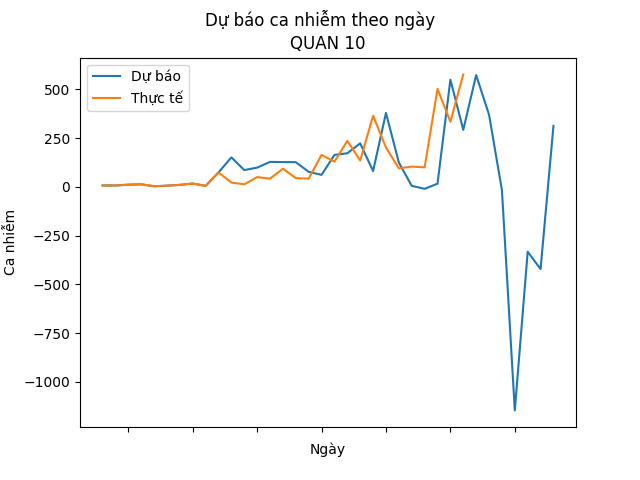 Dự báo ca nhiễm theo ngày
QUAN 10
Dự báo
Thực tế
500
250
0
−250
−500
−750
−1000
Ca nhiễm
Ngày